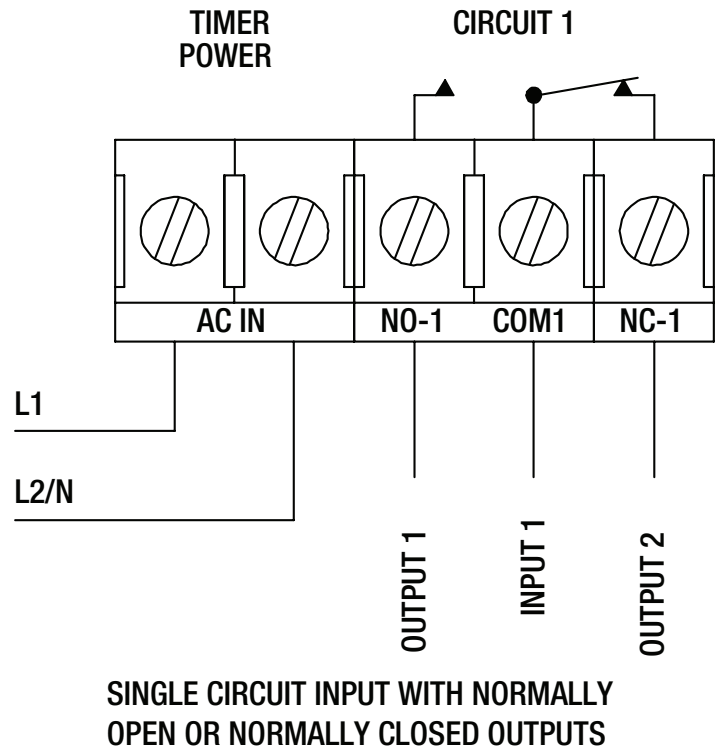 TIMER
POWER
CIRCUIT 1
AC IN
NO-1
COM1
NC-1
L1
L2/N
OUTPUT 1
INPUT 1
OUTPUT 2
SINGLE CIRCUIT INPUT WITH NORMALLY
OPEN OR NORMALLY CLOSED OUTPUTS